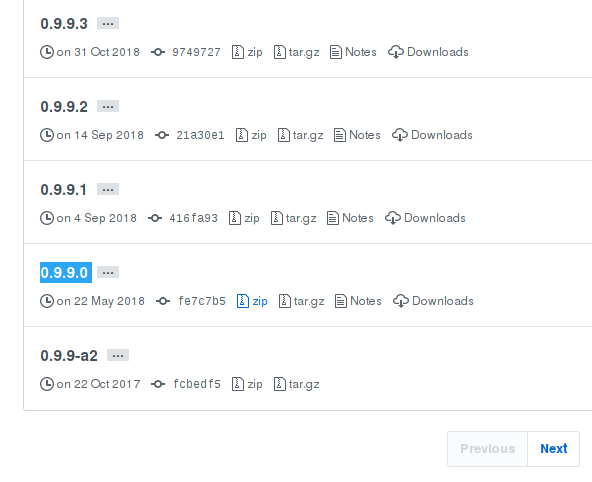 0.9.9.3 ...
on 31 Oct 2018 9749727 zip tar.gz Notes Downloads
0.9.9.2 ...
on 14 Sep 2018 21a30e1 zip tar.gz Notes Downloads
0.9.9.1 ...
on 4 Sep 2018 416fa93 zip tar.gz Notes Downloads
0.9.9.0 ...
on 22 May 2018 fe7c7b5 zip tar.gz Notes Downloads
0.9.9-a2 ...
on 22 Oct 2017 fcbedf5 zip tar.gz
Previous Next